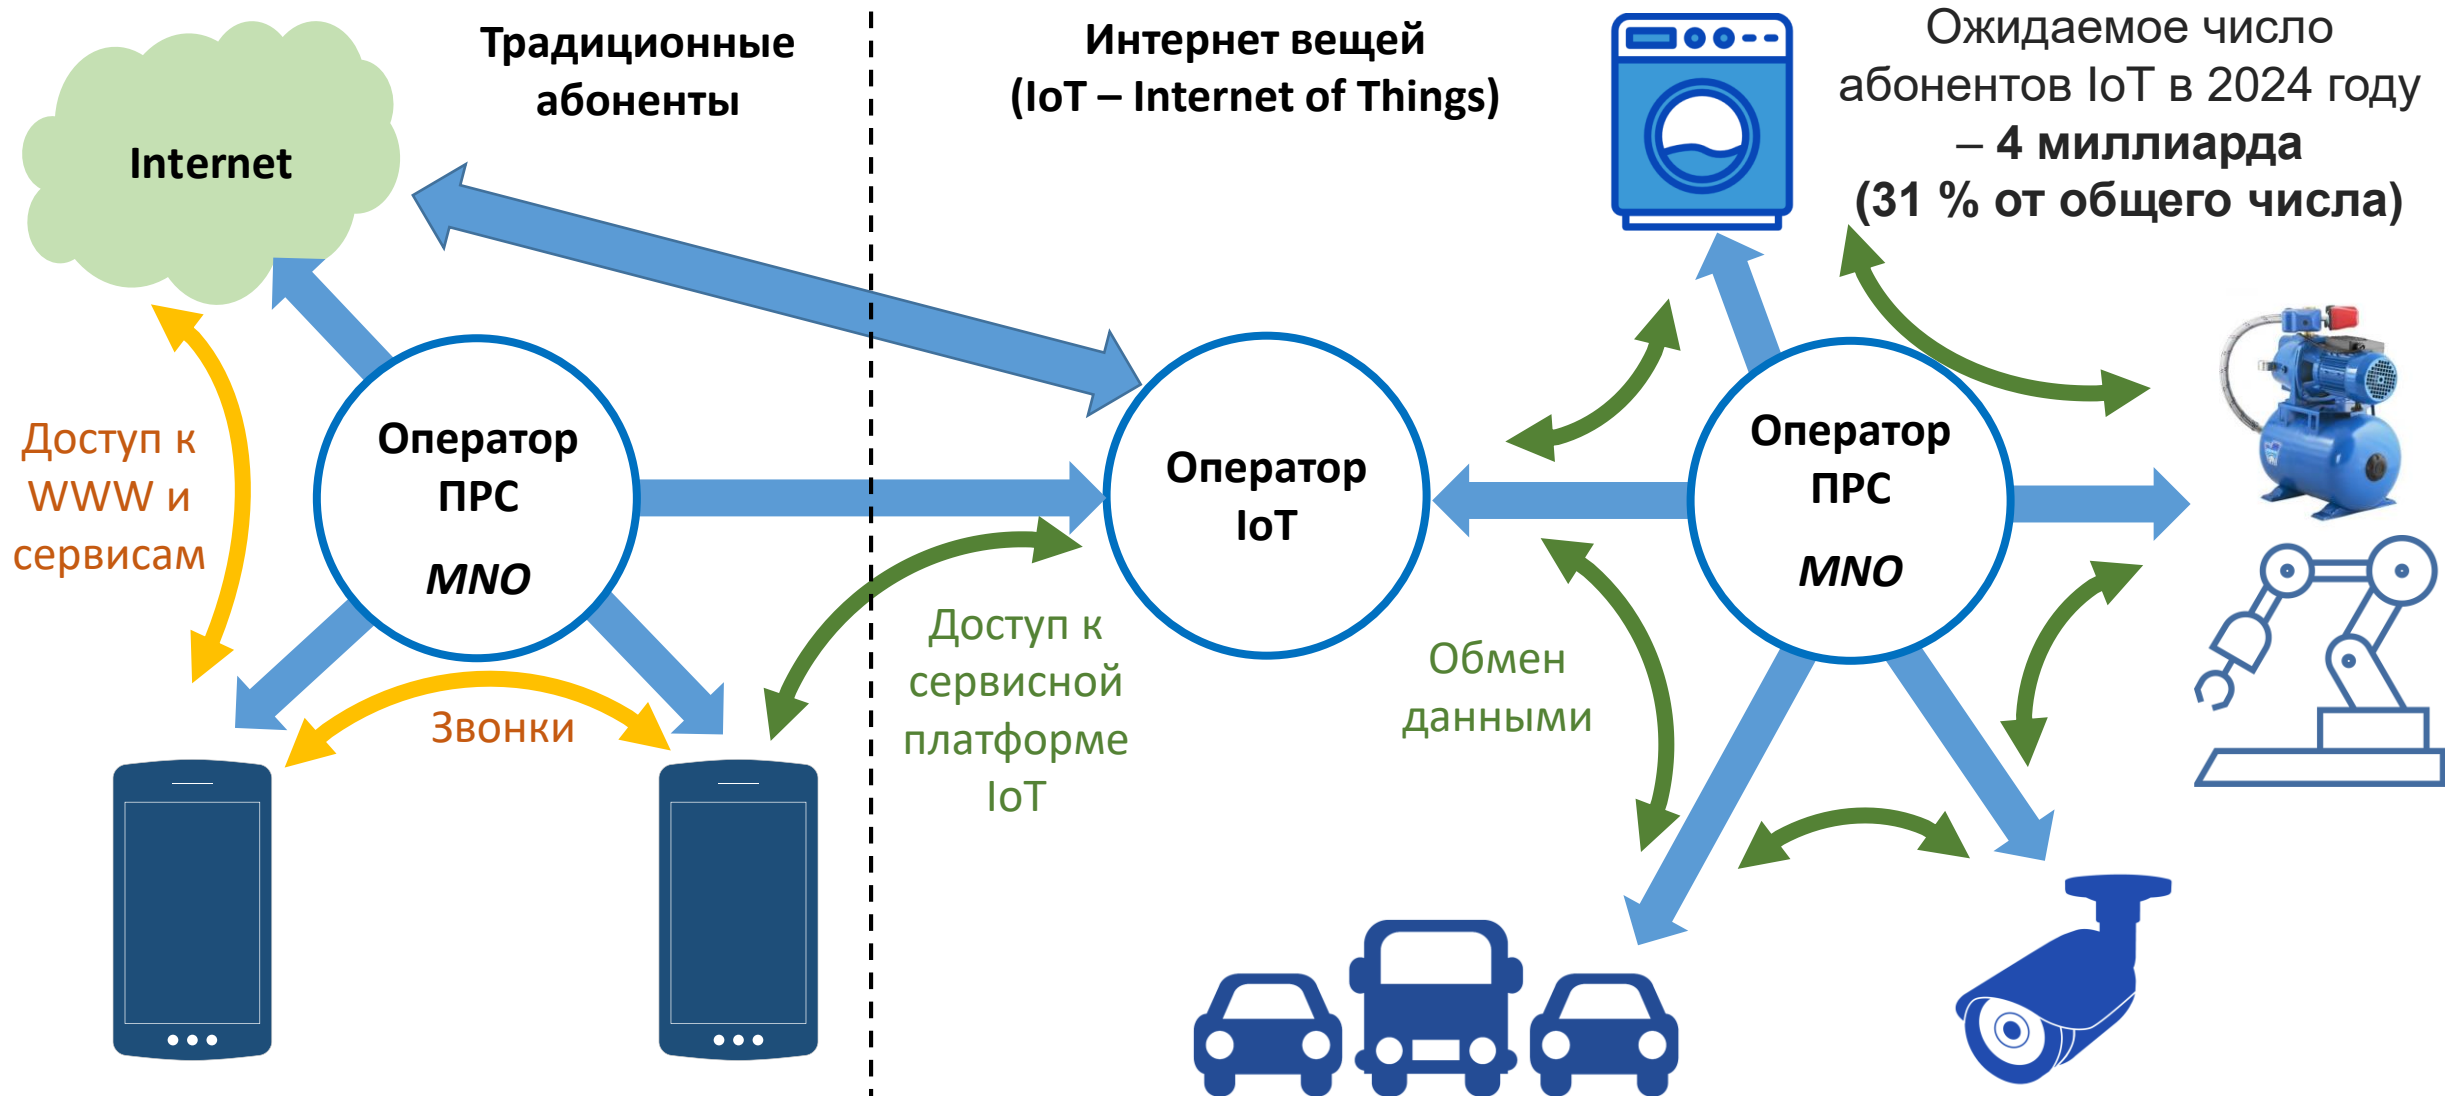 Традиционные
абоненты
Интернет вещей
(IoT – Internet of Things)
Ожидаемое число
абонентов IoT в 2024 году
– 4 миллиарда
(31 % от общего числа)
Internet
Доступ к
WWW и
сервисам
Оператор
ПРС
MNO
Звонки
Оператор
IoT
Доступ к
сервисной
платформе
IoT
Обмен
данными
Оператор
ПРС
MNO